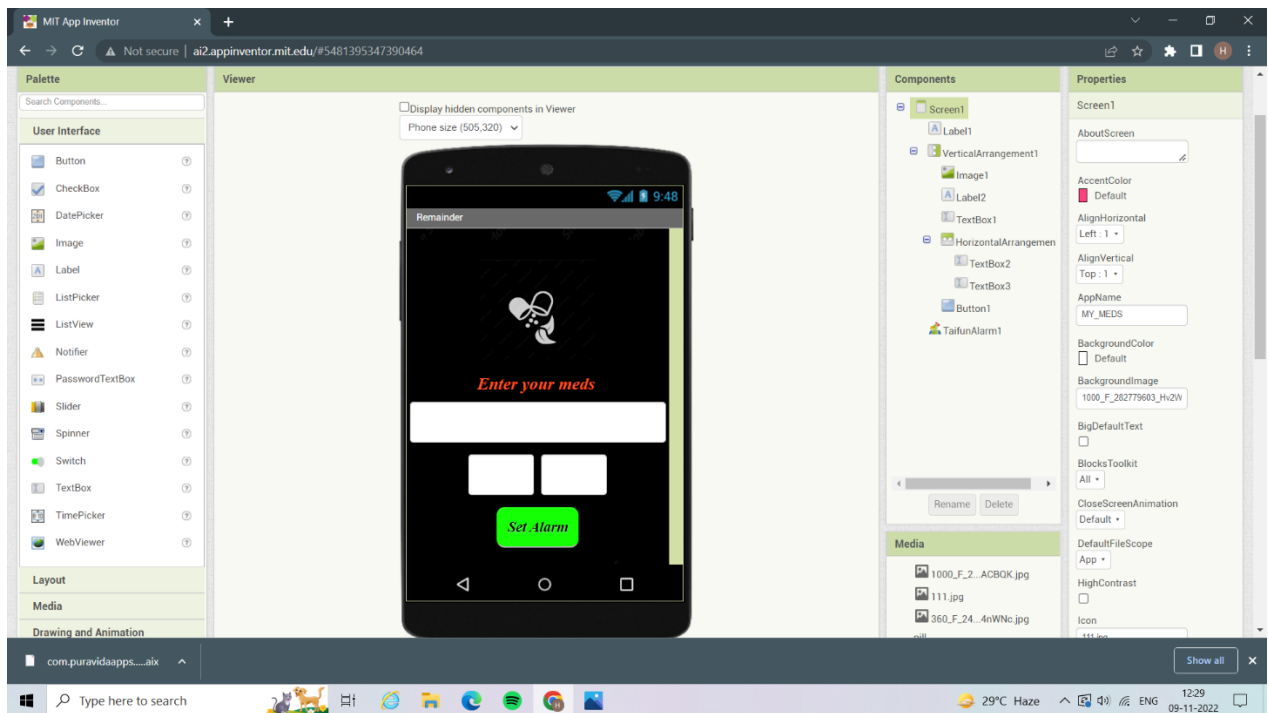 MIT App Inventor
Not secure | ai2.appinventor.mit.edu/#5481395347390464
H
Palette
Search Components...
User Interface
Button
CheckBox
DatePicker
Image
Label
ListPicker
ListView
Notifier
PasswordTextBox
Slider
Spinner
Switch
TextBox
TimePicker
WebViewer
Layout
Media
Drawing and Animation
Viewer
Display hidden components in Viewer
Phone size (505,320)
9:48
Remainder
Enter your meds
Set Alarm
Components
Screen1
Label1
VerticalArrangement1
Image1
Label2
TextBox1
HorizontalArrangemen
TextBox2
TextBox3
Button1
TaifunAlarm1
Rename Delete
Media
1000_F_2...ACBQK.jpg
111.jpg
360_F_24...4nWNc.jpg
pill
Properties
Screen1
AboutScreen
AccentColor
Default
AlignHorizontal
Left : 1
AlignVertical
Top : 1
AppName
MY_MEDS
BackgroundColor
Default
BackgroundImage
1000_F_282779603_Hv2W
BigDefaultText
BlocksToolkit
All
CloseScreenAnimation
Default
DefaultFileScope
App
HighContrast
Icon
111.jpg
com.puravidaapps.....aix
Show all
Type here to search
29°C Haze
ENG
12:29
09-11-2022